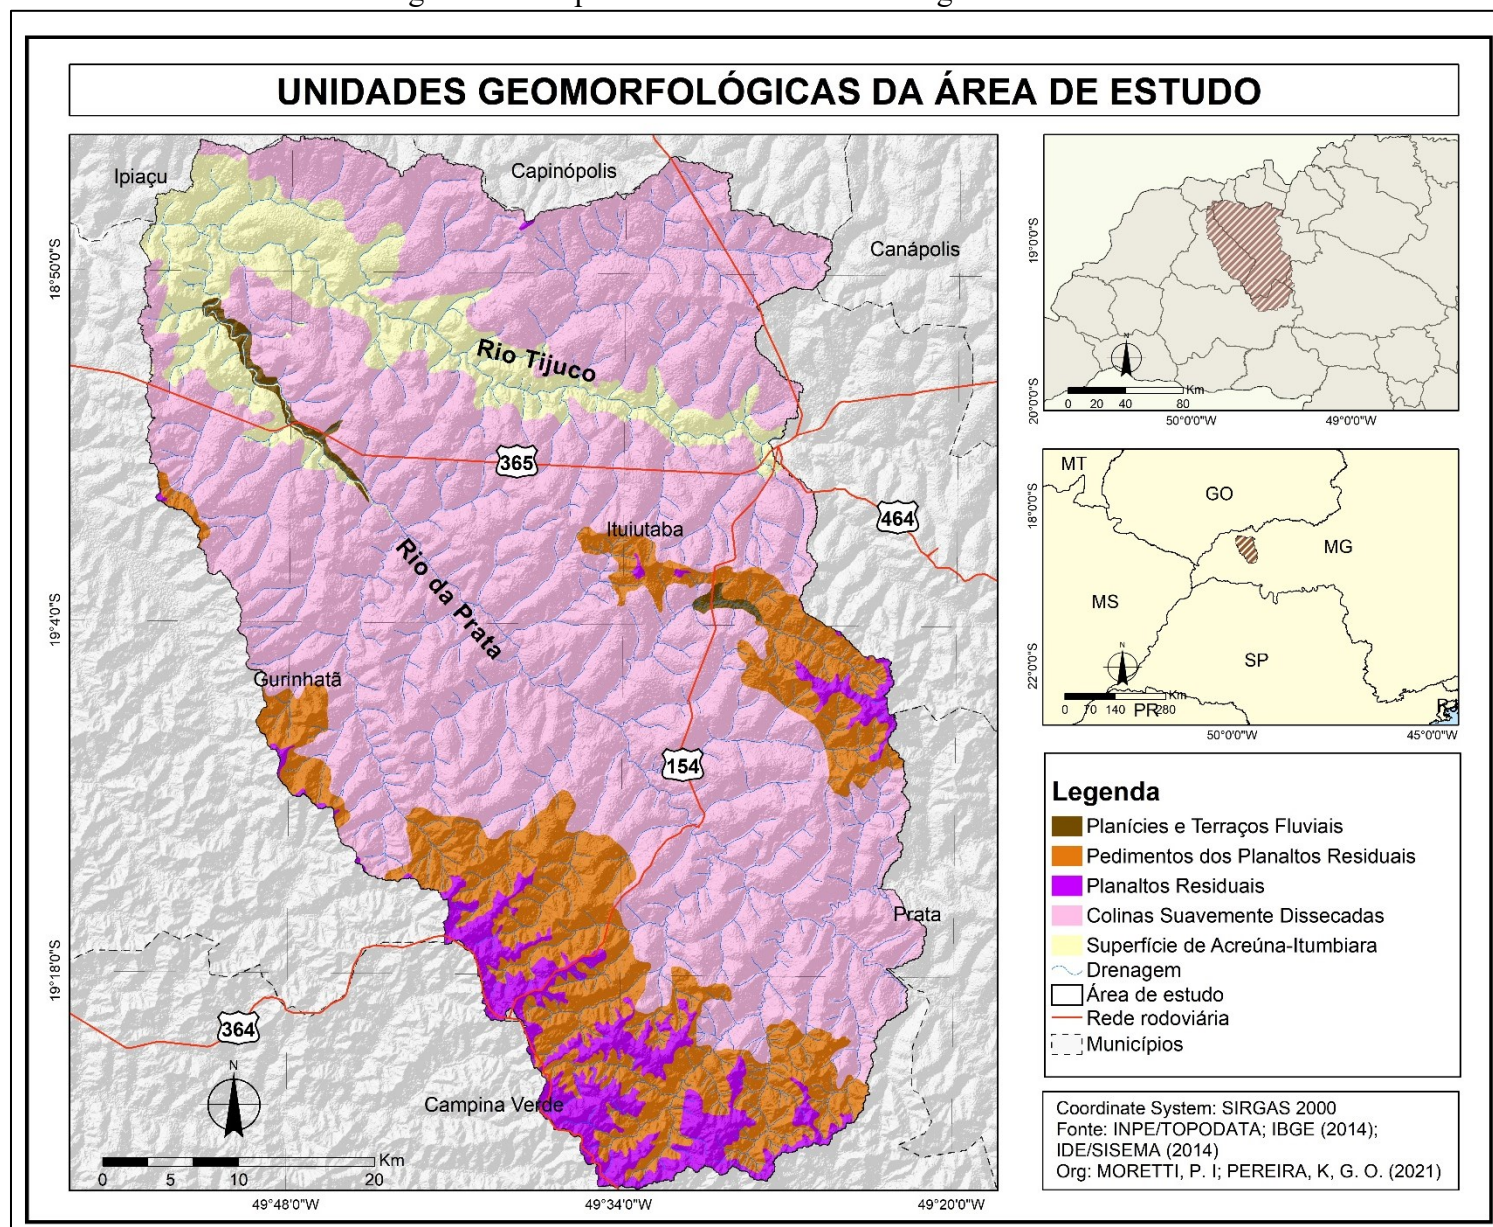 UNIDADES GEOMORFOLÓGICAS DA ÁREA DE ESTUDO
Ipiaçu
Capinópolis
Canápolis
18°50'0"S
Rio Tijuco
365
464
Ituiutaba
Rio da Prata
19°4'0"S
Gurinhatã
154
Prata
19°18'0"S
364
N
Campina Verde
Km
0 5 10 20
49°48'0"W 49°34'0"W 49°20'0"W
19°0'0"S
N
Km
0 20 40 80
20°0'0"S
50°0'0"W 49°0'0"W
MT
GO
18°0'0"S
MG
MS
SP
22°0'0"S
N
Km
0 70 140 280
PR
RJ
50°0'0"W 45°0'0"W
Legenda
Planícies e Terraços Fluviais
Pedimentos dos Planaltos Residuais
Planaltos Residuais
Colinas Suavemente Dissecadas
Superfície de Acreúna-Itumbiara
Drenagem
Área de estudo
Rede rodoviária
Municípios
Coordinate System: SIRGAS 2000
Fonte: INPE/TOPODATA; IBGE (2014);
IDE/SISEMA (2014)
Org: MORETTI, P. I; PEREIRA, K, G. O. (2021)